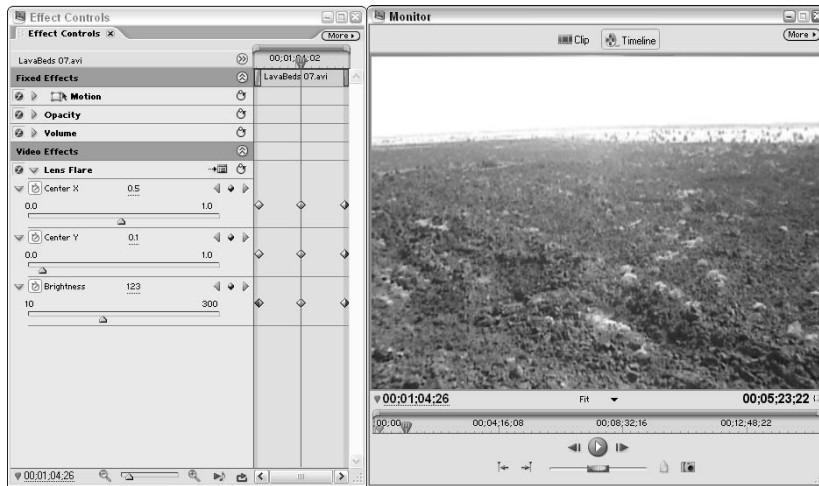 Effect Controls
Effect Controls
More
LavaBeds 07.avi
00;01;04;02
Fixed Effects
LavaBeds 07.avi
Motion
Opacity
Volume
Video Effects
Lens Flare
Center X 0.5
0.0 1.0
Center Y 0.1
0.0 1.0
Brightness 123
10 300
00;01;04;26
Monitor
Clip Timeline More
00;01;04;26 Fit 00;05;23;22
00;00 00;04;16;08 00;08;32;16 00;12;48;22